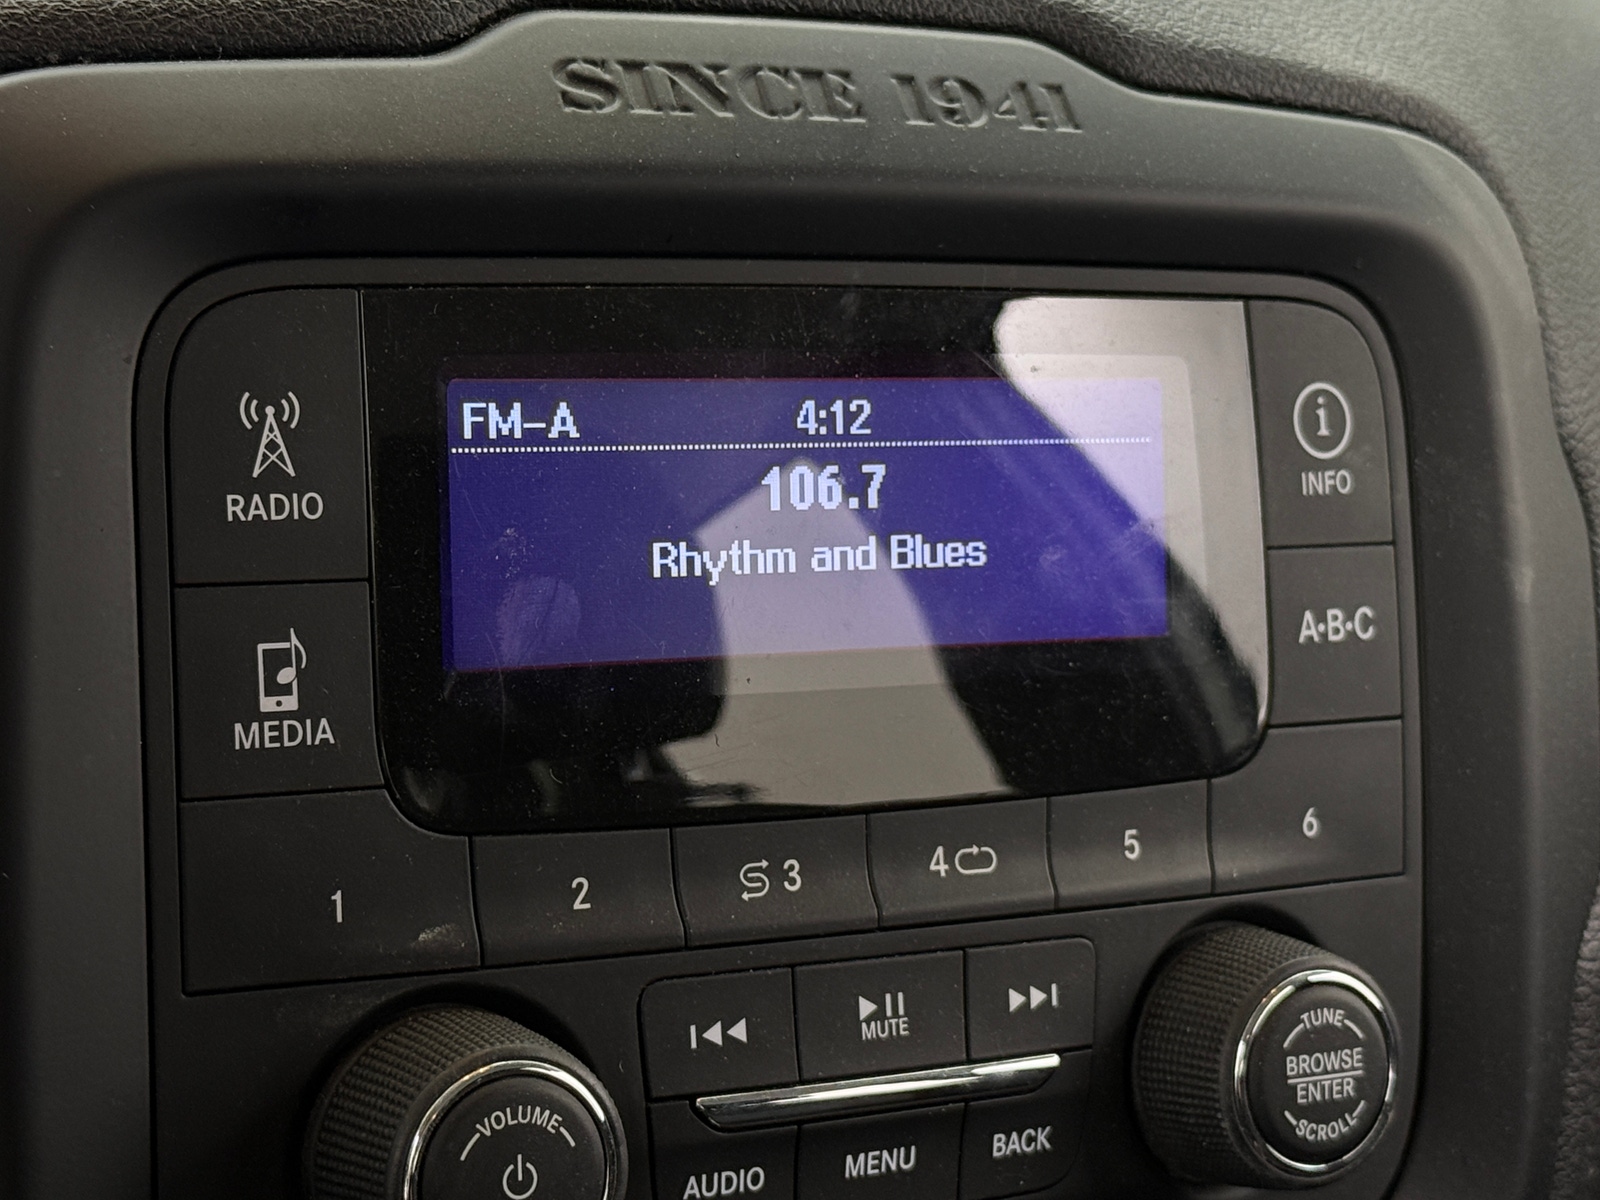 SINCE 1941
FM-A 4:12
106.7
Rhythm and Blues
RADIO
MEDIA
INFO
A·B·C
1 2 3 4 5 6
MUTE
VOLUME
AUDIO MENU BACK
TUNE
BROWSE
ENTER
SCROLL